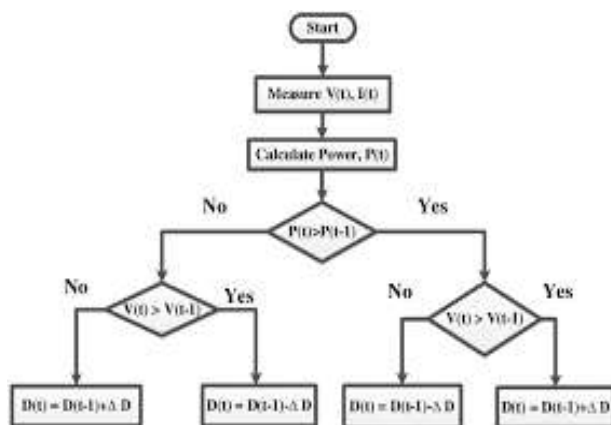 Start
Measure V(t), I(t)
Calculate Power, P(t)
No
Yes
P(t)>P(t-1)
No
Yes
No
Yes
V(t) > V(t-1)
V(t) > V(t-1)
D(t) = D(t-1)+Δ D
D(t) = D(t-1)-Δ D
D(t) = D(t-1)-Δ D
D(t) = D(t-1)+Δ D